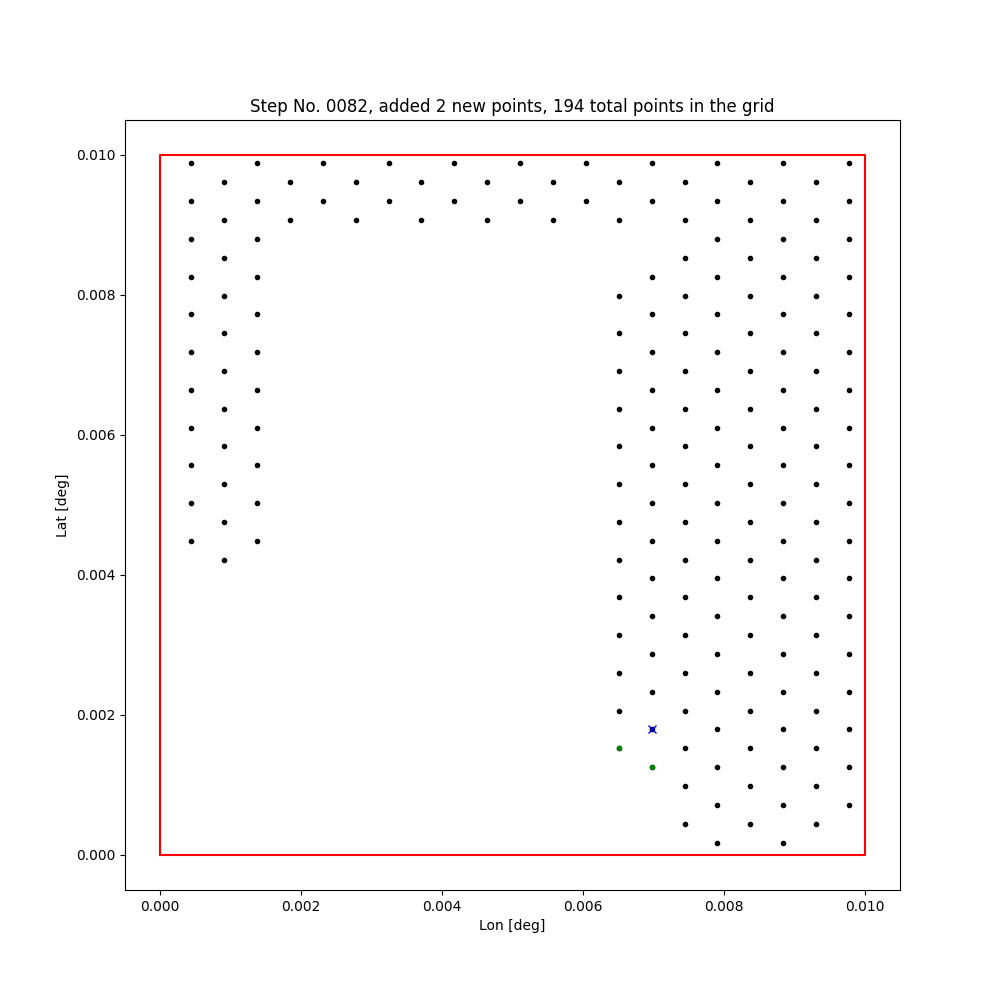 Step No. 0082, added 2 new points, 194 total points in the grid
0.010
0.008
0.006
0.004
0.002
0.000
Lat [deg]
0.000 0.002 0.004 0.006 0.008 0.010
Lon [deg]